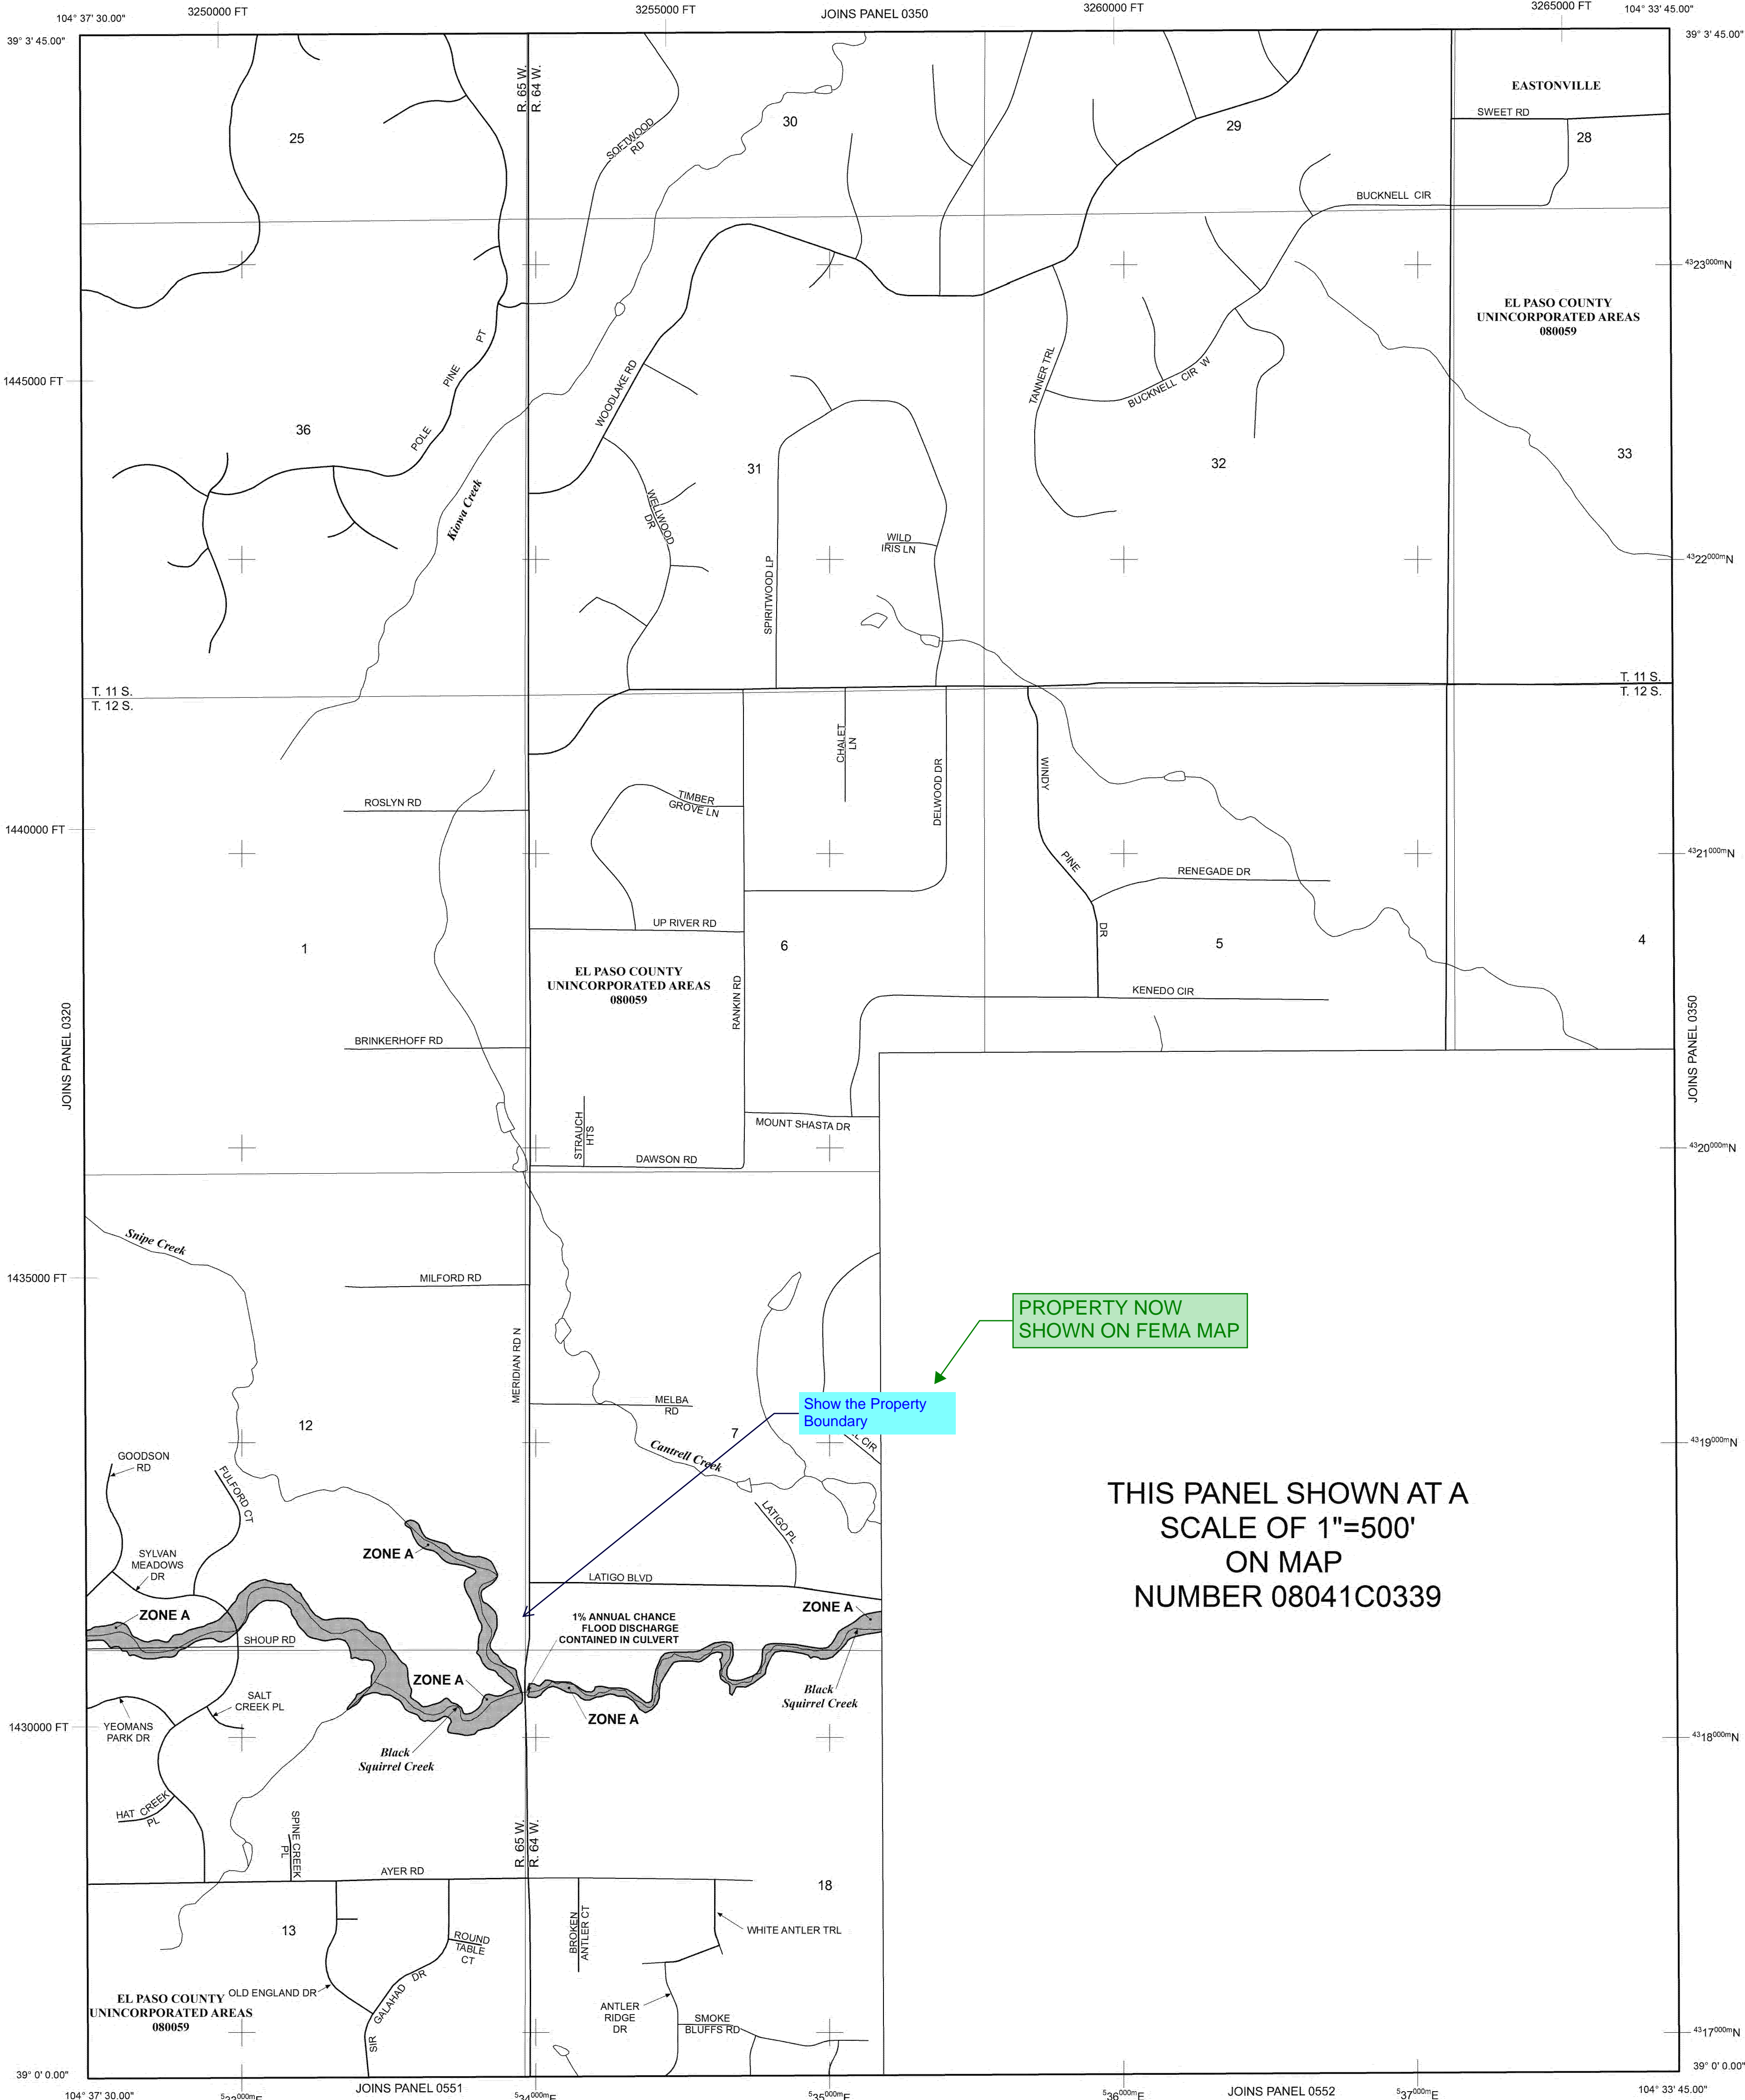 3250000 FT
3255000 FT
JOINS PANEL 0350
3260000 FT
3265000 FT
104° 37' 30.00"
104° 33' 45.00"
39° 3' 45.00"
39° 3' 45.00"
R. 65 W.
R. 64 W.
EASTONVILLE
SWEET RD
25
30
29
28
SOFTWOOD
RD
BUCKNELL CIR
4323000mN
EL PASO COUNTY
UNINCORPORATED AREAS
080059
POLE PINE PT
1445000 FT
WOODLAKE RD
TANNER TRL
BUCKNELL CIR W
36
31
32
33
Kiowa Creek
WELLWOOD
DR
WILD
IRIS LN
4322000mN
SPIRITWOOD LP
T. 11 S.
T. 12 S.
T. 11 S.
T. 12 S.
CHALET
LN
DELWOOD DR
WINDY PINE DR
ROSLYN RD
TIMBER
GROVE LN
1440000 FT
4321000mN
RENEGADE DR
UP RIVER RD
1
6
5
4
EL PASO COUNTY
UNINCORPORATED AREAS
080059
RANKIN RD
KENEDO CIR
JOINS PANEL 0320
JOINS PANEL 0350
BRINKERHOFF RD
STRAUCH
HTS
MOUNT SHASTA DR
DAWSON RD
4320000mN
Snipe Creek
1435000 FT
MILFORD RD
PROPERTY NOW
SHOWN ON FEMA MAP
MERIDIAN RD N
MELBA
RD
Show the Property
Boundary
L CIR
12
7
4319000mN
Cantrell Creek
GOODSON
RD
FULFORD CT
LATIGO PL
THIS PANEL SHOWN AT A
SCALE OF 1"=500'
ON MAP
NUMBER 08041C0339
ZONE A
SYLVAN
MEADOWS
DR
LATIGO BLVD
ZONE A
ZONE A
1% ANNUAL CHANCE
FLOOD DISCHARGE
CONTAINED IN CULVERT
SHOUP RD
ZONE A
SALT
CREEK PL
Black
Squirrel Creek
ZONE A
YEOMANS
PARK DR
1430000 FT
4318000mN
Black
Squirrel Creek
HAT CREEK
PL
SPINE CREEK
PL
R. 65 W.
R. 64 W.
AYER RD
18
13
BROKEN
ANTLER CT
WHITE ANTLER TRL
ROUND
TABLE
CT
SIR GALAHAD DR
OLD ENGLAND DR
EL PASO COUNTY
UNINCORPORATED AREAS
080059
ANTLER
RIDGE
DR
SMOKE
BLUFFS RD
4317000mN
39° 0' 0.00"
39° 0' 0.00"
104° 37' 30.00"
533000mE
JOINS PANEL 0551
534000mE
535000mE
536000mE
JOINS PANEL 0552
537000mE
104° 33' 45.00"